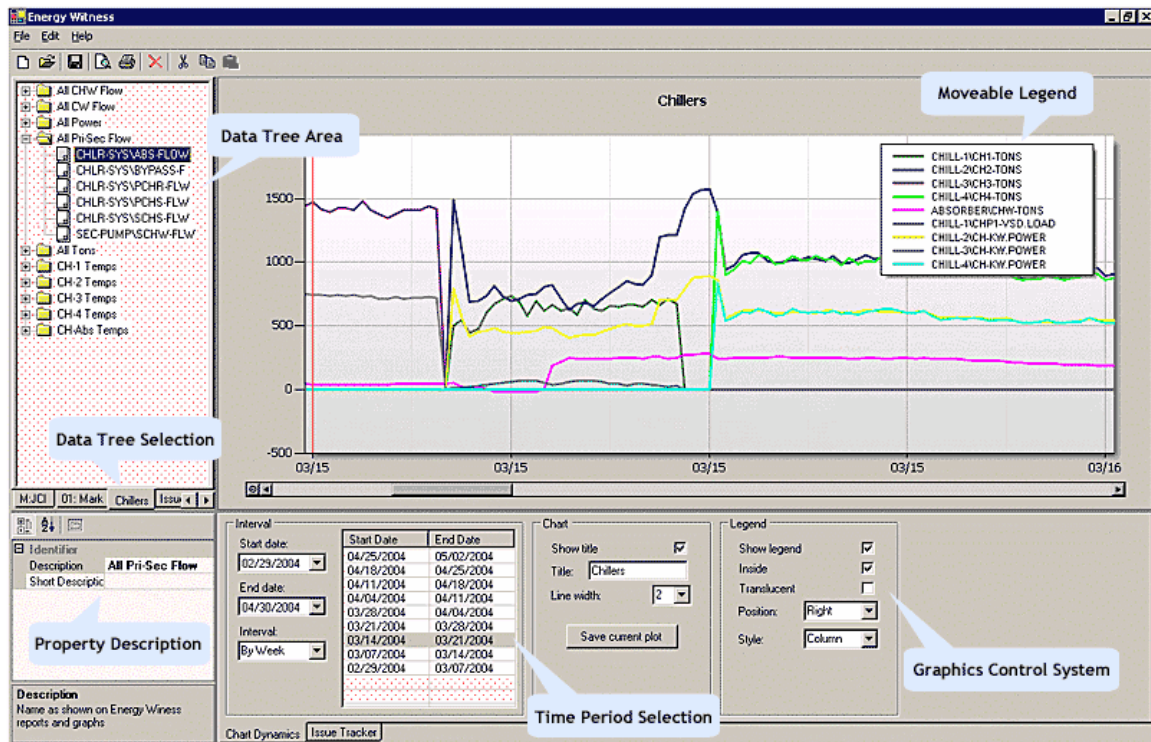 Energy Witness
File Edit Help
All CHW Flow
All CW Flow
All Power
All Pri-Sec Flow
CHLR-SYS\ABS-FLOW
CHLR-SYS\BYPASS-F
CHLR-SYS\PCHR-FLW
CHLR-SYS\PCHS-FLW
CHLR-SYS\SCHS-FLW
SEC-PUMP\SCHW-FLW
All Tons
CH-1 Temps
CH-2 Temps
CH-3 Temps
CH-4 Temps
CH-Abs Temps
Data Tree Area
Data Tree Selection
M:JCI 01: Mark Chillers Issu
Chillers
Moveable Legend
CHILL-1\CH1-TONS
CHILL-2\CH2-TONS
CHILL-3\CH3-TONS
CHILL-4\CH4-TONS
ABSORBER\CHW-TONS
CHILL-1\CHP1-VSD.LOAD
CHILL-2\CH-KW.POWER
CHILL-3\CH-KW.POWER
CHILL-4\CH-KW.POWER
1500
1000
500
0
-500
03/15 03/15 03/15 03/15 03/16
Identifier
Description All Pri-Sec Flow
Short Descriptic
Property Description
Description
Name as shown on Energy Winess
reports and graphs
Interval
Start date:
02/29/2004
End date:
04/30/2004
Interval:
By Week
Start Date End Date
04/25/2004 05/02/2004
04/18/2004 04/25/2004
04/11/2004 04/18/2004
04/04/2004 04/11/2004
03/28/2004 04/04/2004
03/21/2004 03/28/2004
03/14/2004 03/21/2004
03/07/2004 03/14/2004
02/29/2004 03/07/2004
Time Period Selection
Chart
Show title
Title: Chillers
Line width: 2
Save current plot
Legend
Show legend
Inside
Translucent
Position: Right
Style: Column
Graphics Control System
Chart Dynamics Issue Tracker